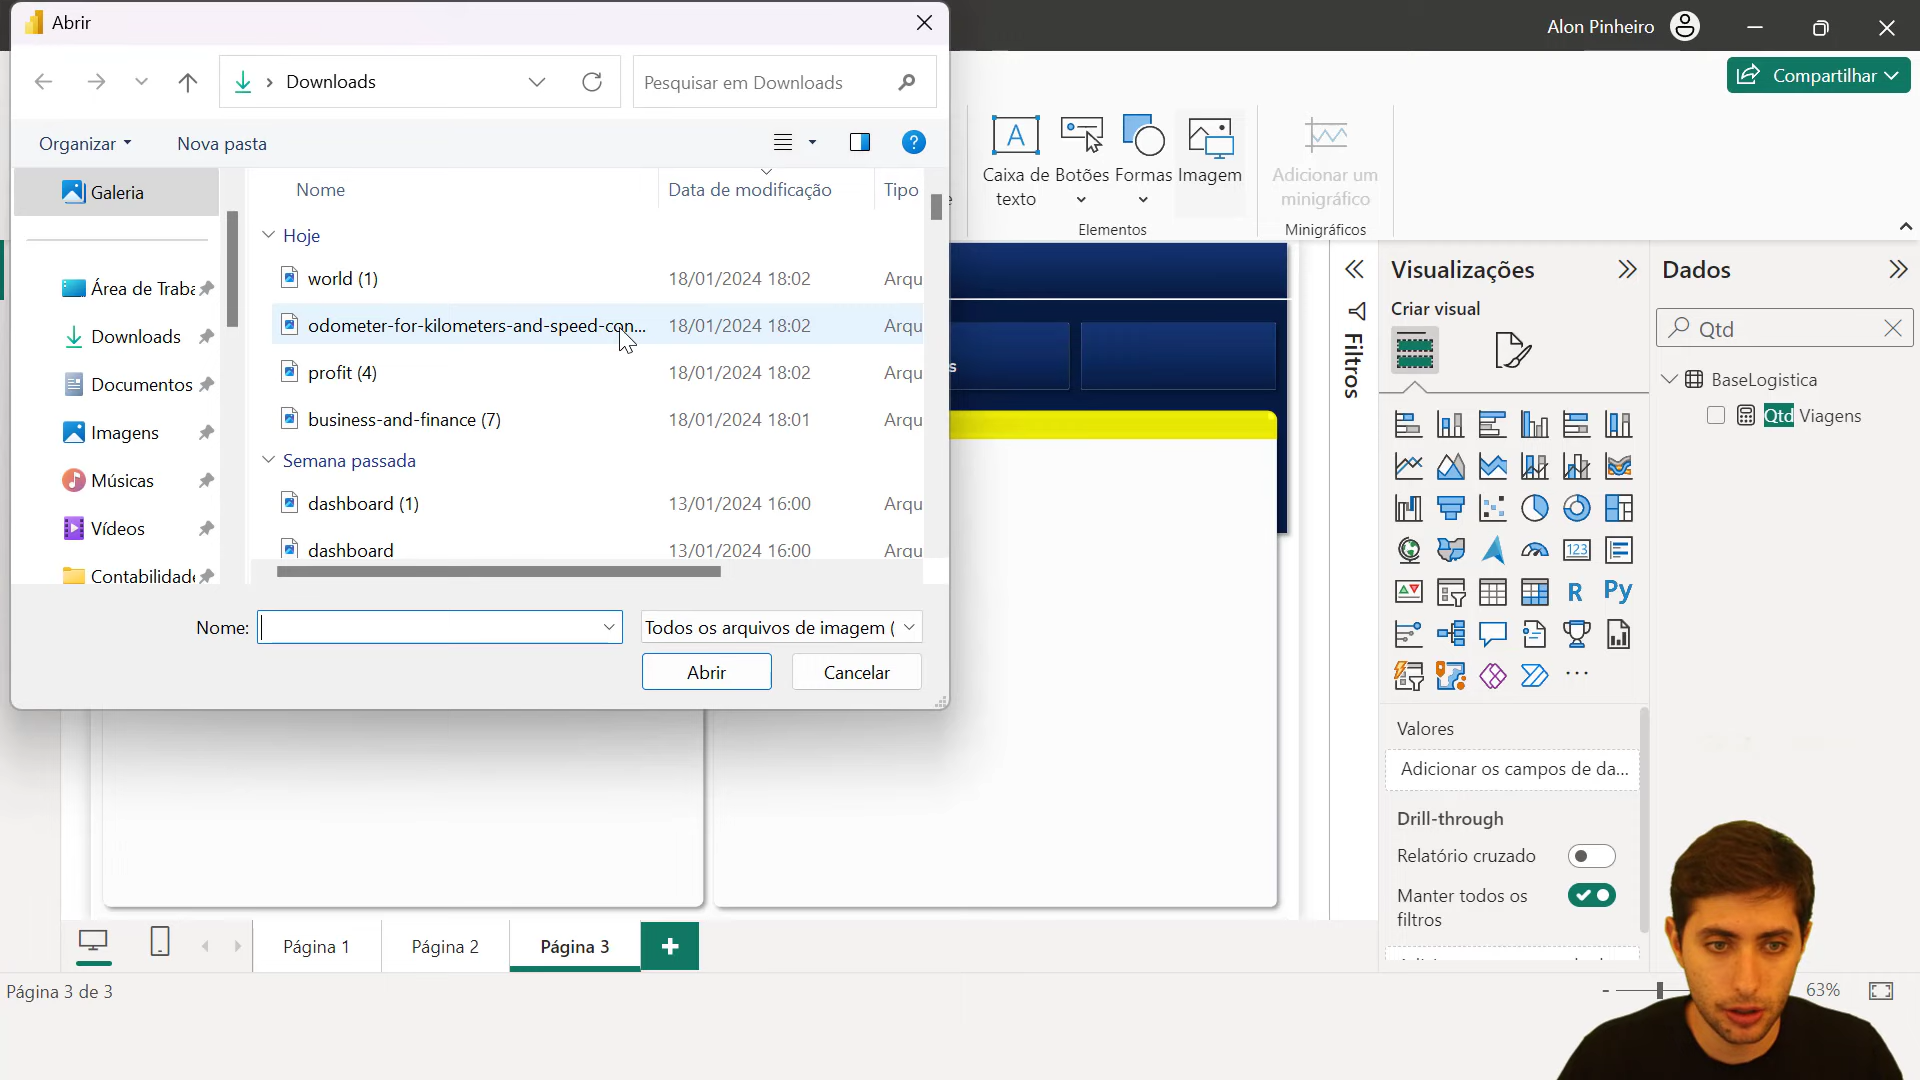 Abrir
Alon Pinheiro
Downloads
Pesquisar em Downloads
Compartilhar
Organizar
Nova pasta
Galeria
Nome
Data de modificação
Tipo
Hoje
world (1)
18/01/2024 18:02
Arqu
odometer-for-kilometers-and-speed-con...
18/01/2024 18:02
Arqu
profit (4)
18/01/2024 18:02
Arqu
business-and-finance (7)
18/01/2024 18:01
Arqu
Semana passada
dashboard (1)
13/01/2024 16:00
Arqu
dashboard
13/01/2024 16:00
Arqu
Área de Traba
Downloads
Documentos
Imagens
Músicas
Vídeos
Contabilidade
Nome:
Todos os arquivos de imagem (
Abrir
Cancelar
Caixa de
texto
Botões
Formas
Imagem
Adicionar um
minigráfico
Elementos
Minigráficos
s
Filtros
Visualizações
Criar visual
123
R
Py
...
Valores
Adicionar os campos de da...
Drill-through
Relatório cruzado
Manter todos os
filtros
Dados
Qtd
BaseLogistica
Qtd Viagens
Página 1
Página 2
Página 3
Página 3 de 3
63%